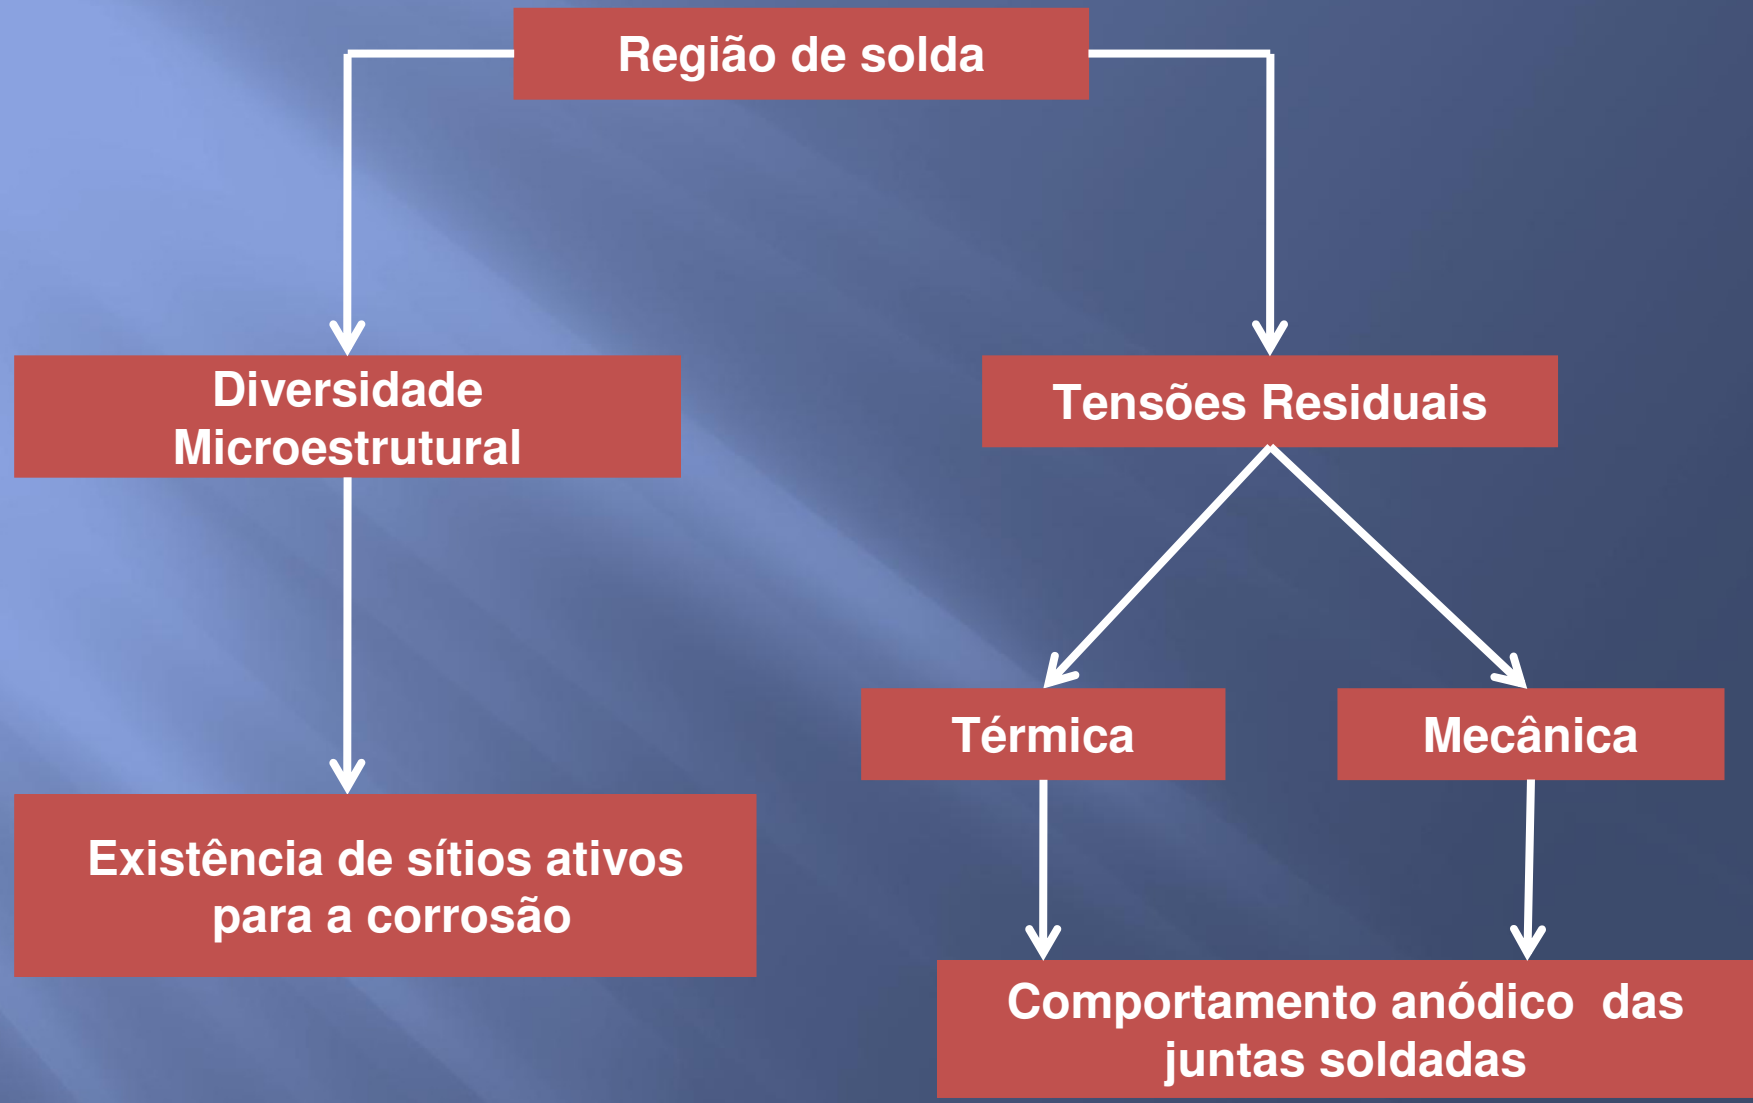 Região de solda
Diversidade
Microestrutural
Tensões Residuais
Térmica
Mecânica
Existência de sítios ativos
para a corrosão
Comportamento anódico  das
juntas soldadas